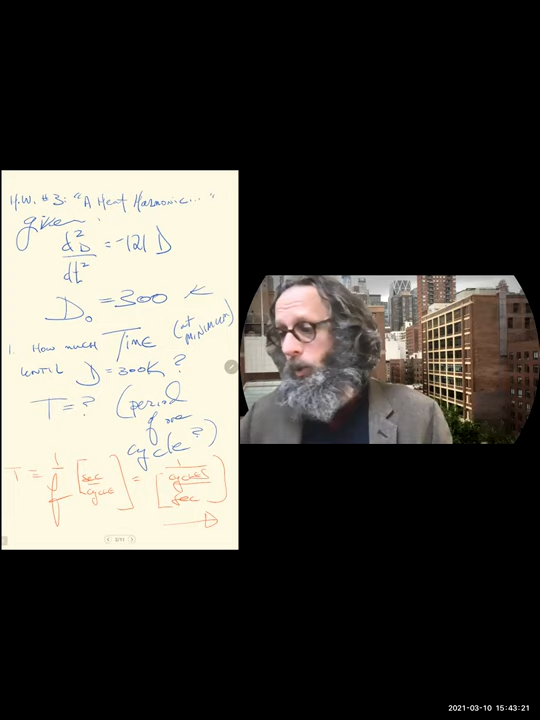 H.W. #3: "A Heat Harmonic..."
given:
d²D/dt² = -121 D
D₀ = 300 K
1. How much TIME (at MINIMUM)
UNTIL D = 300K?
T = ? (period
of one
cycle?)
T = 1/f [sec/cycle] = [1/(cycles/sec)]
3/11
2021-03-10 15:43:21